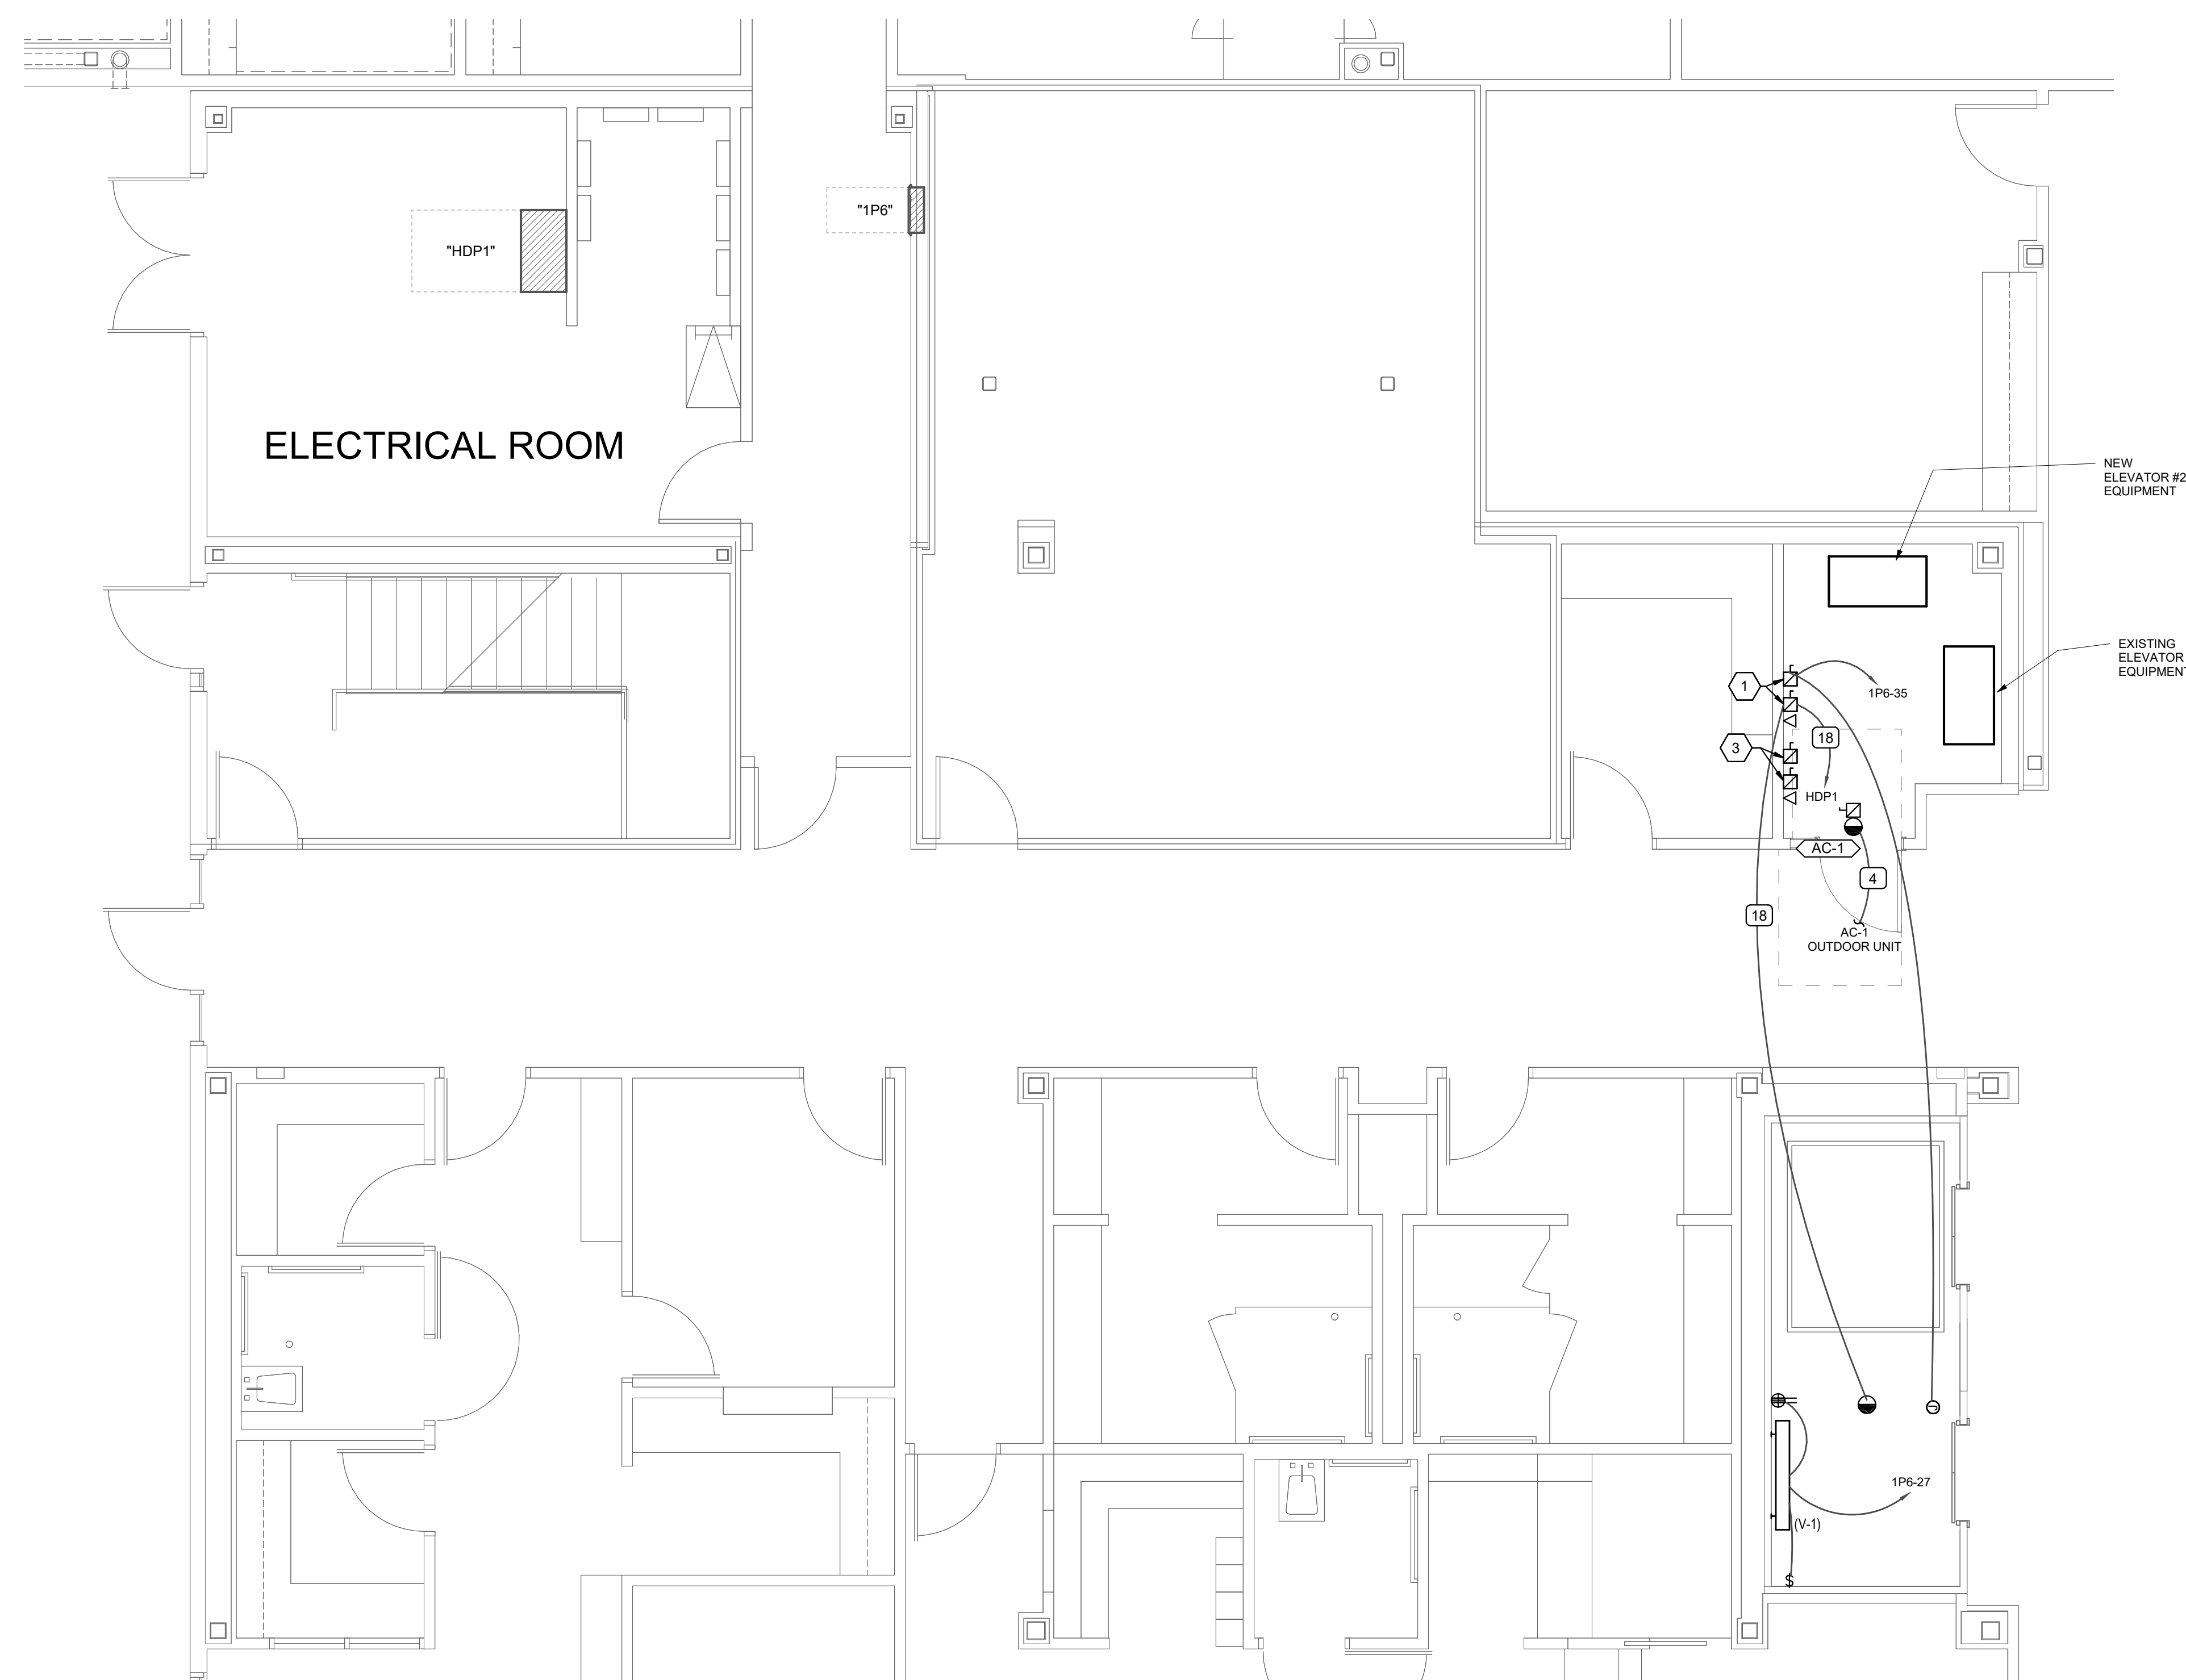 "1P6"
"HDP1"
ELECTRICAL ROOM
NEW
ELEVATOR #2
EQUIPMENT
EXISTING
ELEVATOR
EQUIPMENT
1
1P6-35
18
3
HDP1
AC-1
4
18
AC-1
OUTDOOR UNIT
J
1P6-27
(V-1)
$